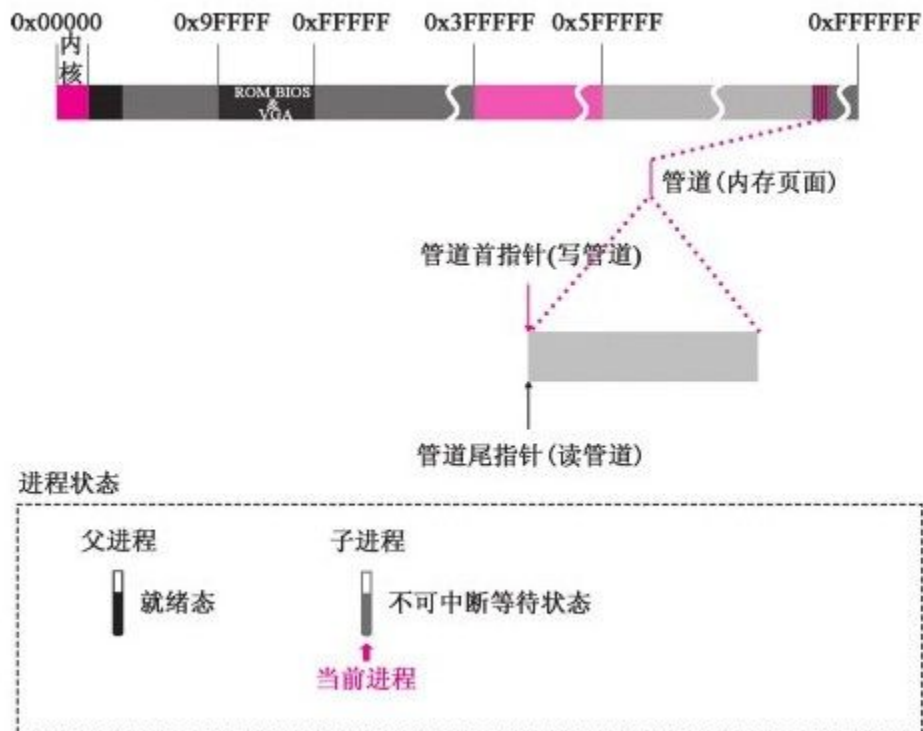 0x00000 0x9FFFF 0xFFFFF 0x3FFFFF 0x5FFFFF 0xFFFFFF
内
核
ROM BIOS
&
VGA
管道(内存页面)
管道首指针(写管道)
管道尾指针(读管道)
进程状态
父进程 子进程
就绪态 不可中断等待状态
当前进程